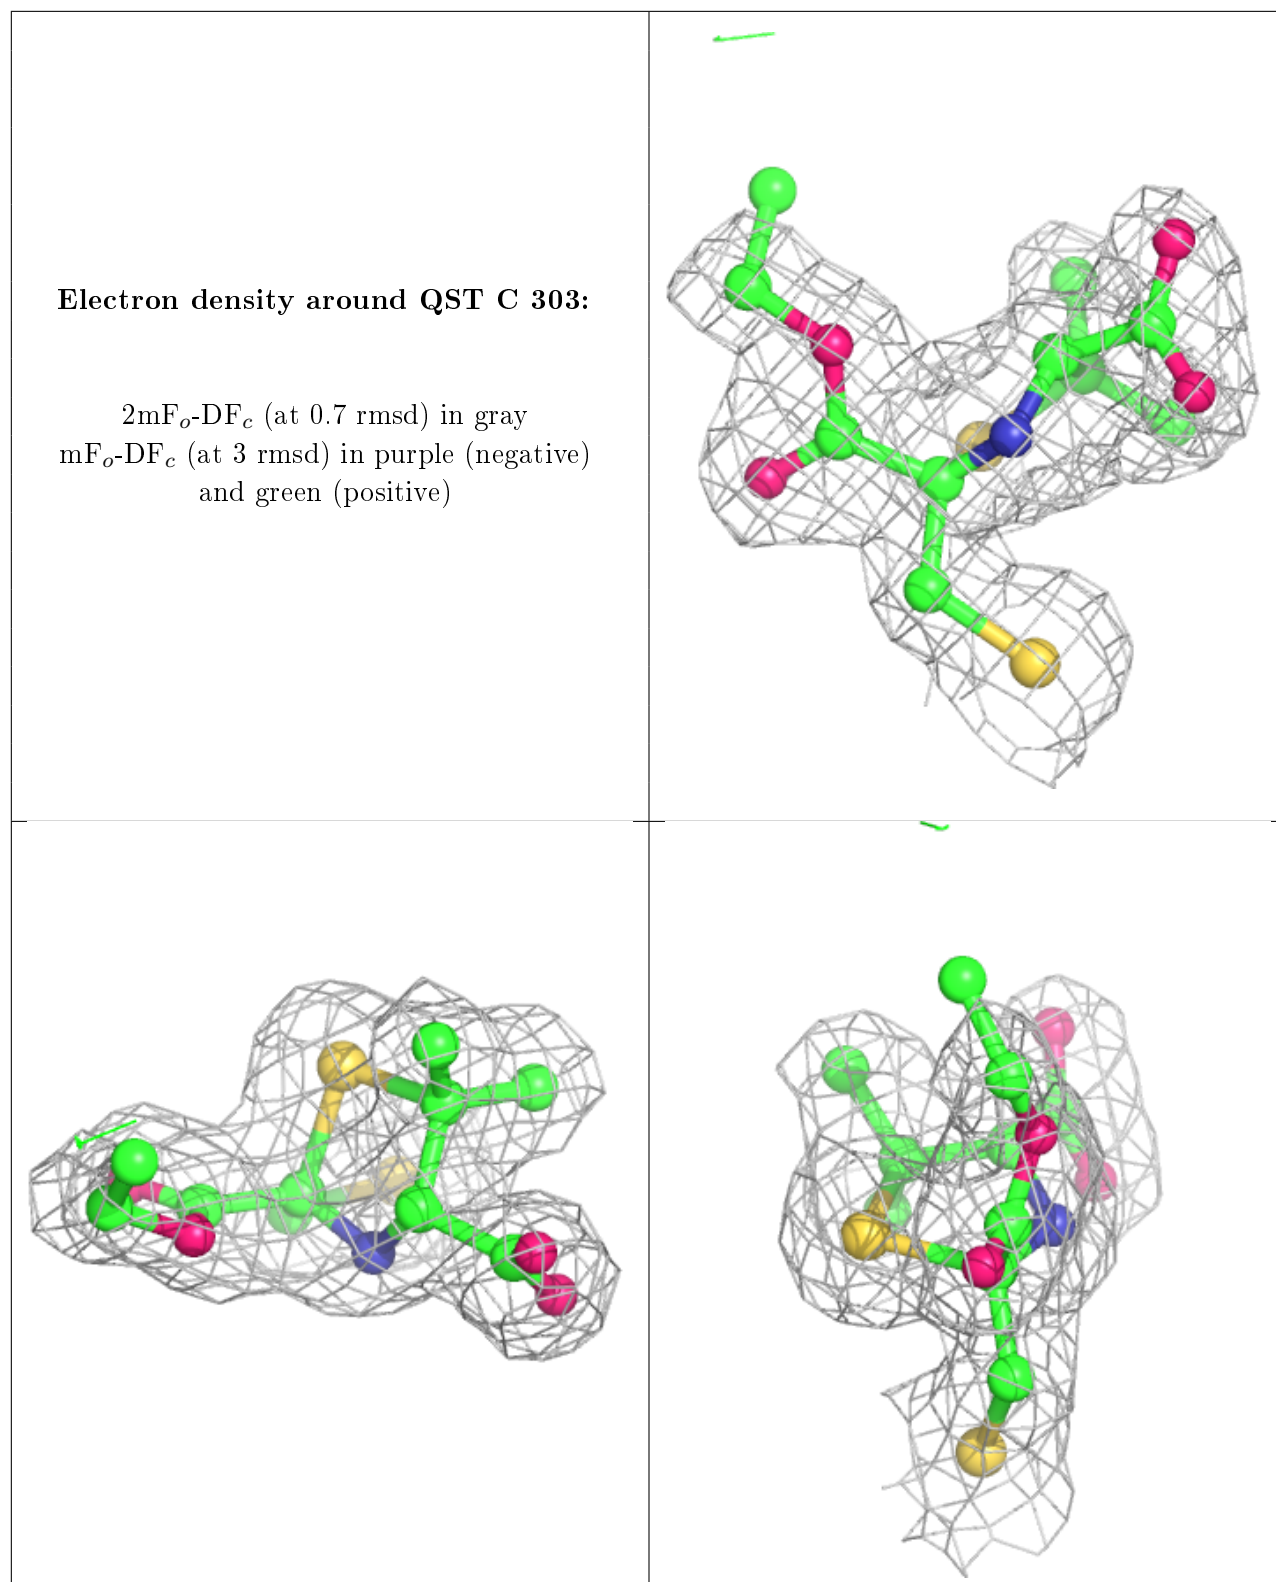 Electron density around QST C 303:
2mFo-DFc (at 0.7 rmsd) in gray
mFo-DFc (at 3 rmsd) in purple (negative)
and green (positive)